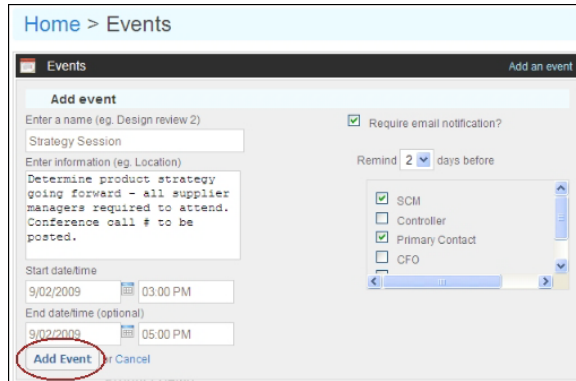 Home > Events
Events
Add an event
Add event
Enter a name (eg. Design review 2)
Strategy Session
Enter information (eg. Location)
Determine product strategy
going forward - all supplier
managers required to attend.
Conference call # to be
posted.
Start date/time
9/02/2009 03:00 PM
End date/time (optional)
9/02/2009 05:00 PM
Add Event Cancel
Require email notification?
Remind 2 days before
SCM
Controller
Primary Contact
CFO